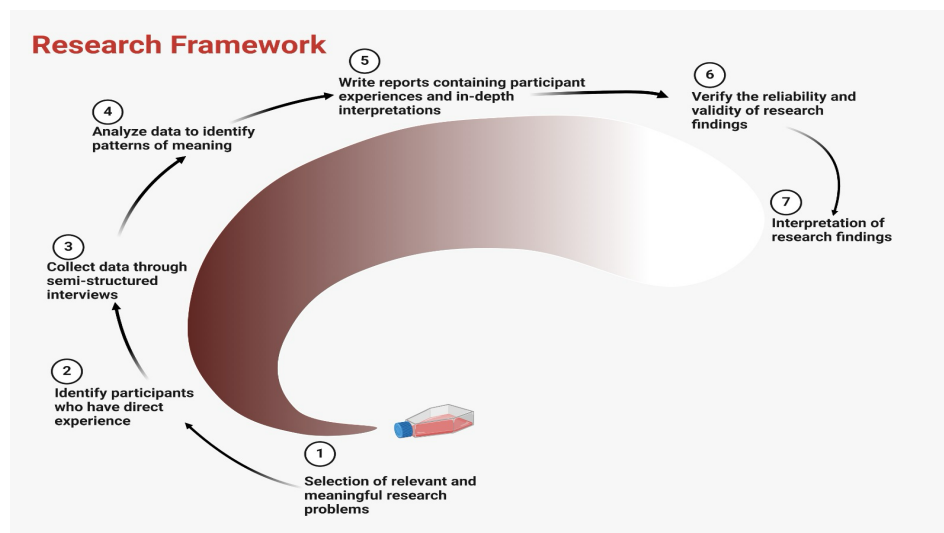 Research Framework
1
Selection of relevant and
meaningful research
problems
2
Identify participants
who have direct
experience
3
Collect data through
semi-structured
interviews
4
Analyze data to identify
patterns of meaning
5
Write reports containing participant
experiences and in-depth
interpretations
6
Verify the reliability and
validity of research
findings
7
Interpretation of
research findings